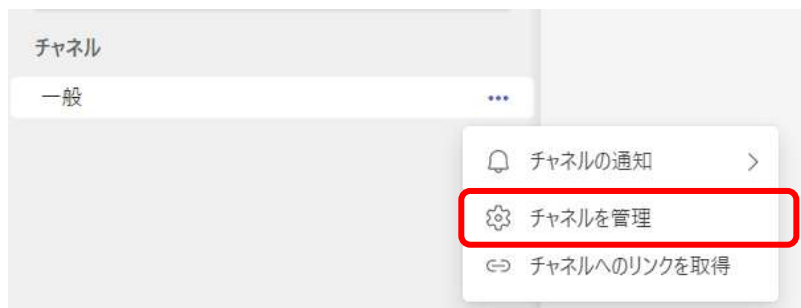 チャネル
一般
チャネルの通知
チャネルを管理
チャネルへのリンクを取得